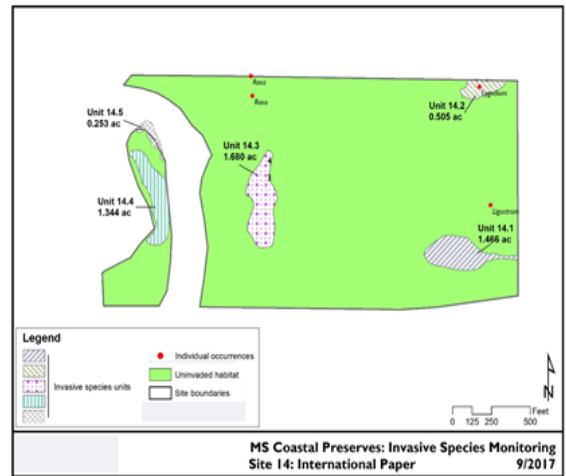 Rosa
Rosa
Lygodium
Unit 14.2
0.505 ac
Unit 14.5
0.253 ac
Unit 14.3
1.680 ac
Unit 14.4
1.344 ac
Ligustrum
Unit 14.1
1.466 ac
Legend
Invasive species units
Individual occurrences
Uninvaded habitat
Site boundaries
N
0 125 250 500 Feet
MS Coastal Preserves: Invasive Species Monitoring
Site 14: International Paper 9/2017